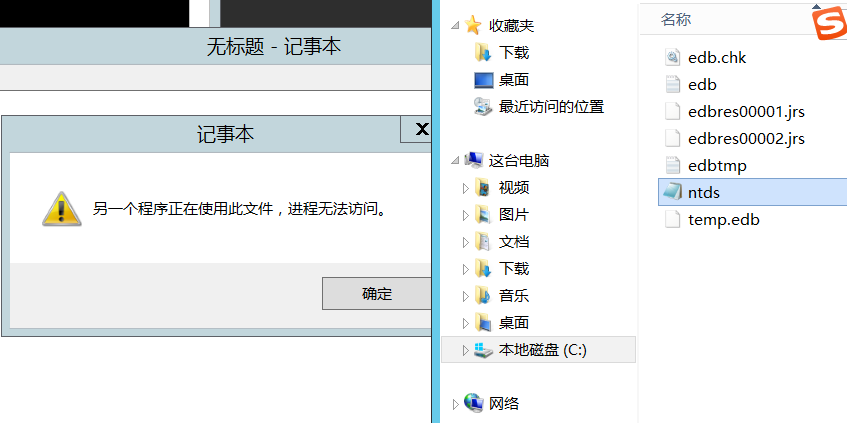 无标题 - 记事本
记事本
X
另一个程序正在使用此文件，进程无法访问。
确定
收藏夹
下载
桌面
最近访问的位置
这台电脑
视频
图片
文档
下载
音乐
桌面
本地磁盘 (C:)
网络
名称
S
edb.chk
edb
edbres00001.jrs
edbres00002.jrs
edbtmp
ntds
temp.edb